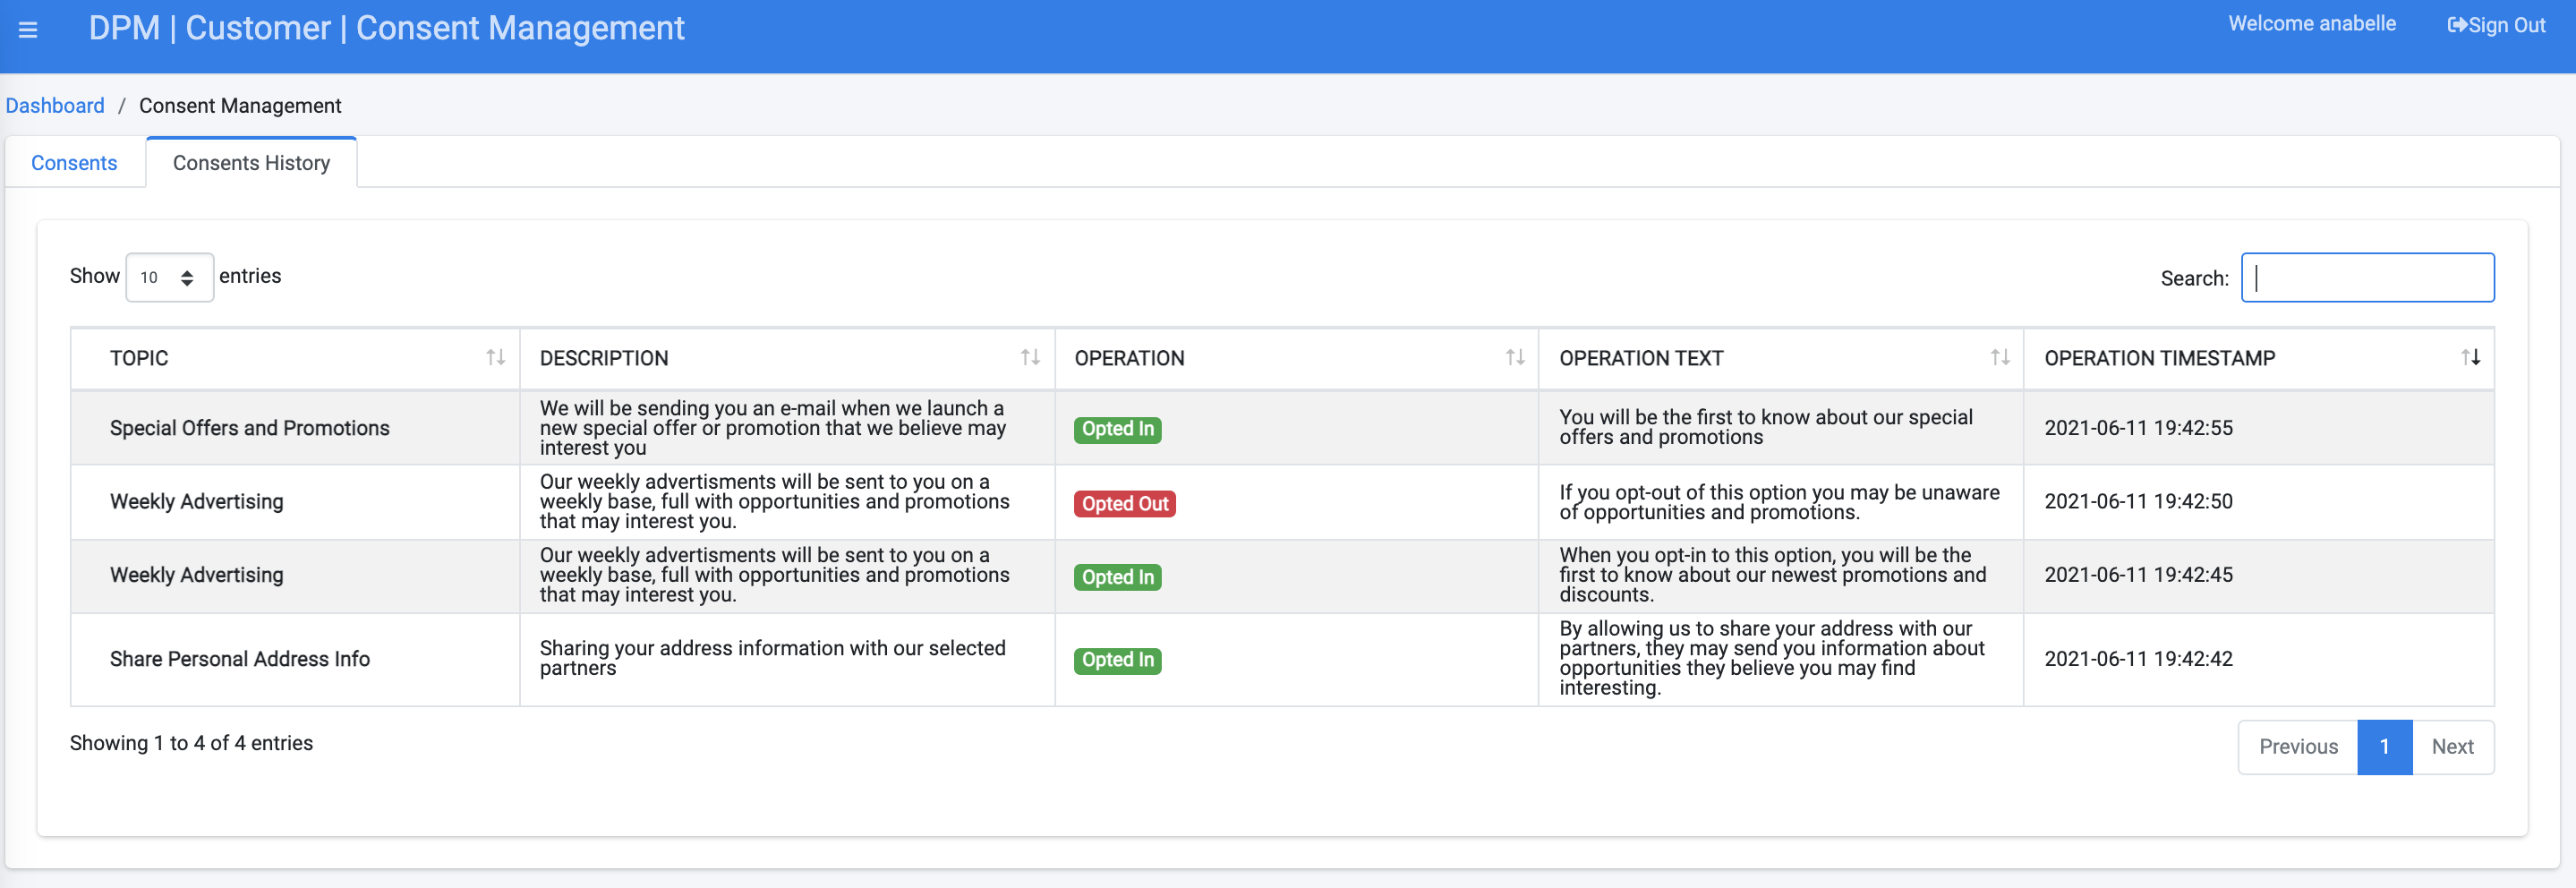 DPM | Customer | Consent Management
Welcome anabelle
Sign Out
Dashboard / Consent Management
Consents
Consents History
Show 10 entries
Search:
TOPIC
DESCRIPTION
OPERATION
OPERATION TEXT
OPERATION TIMESTAMP
Special Offers and Promotions
We will be sending you an e-mail when we launch a
new special offer or promotion that we believe may
interest you
Opted In
You will be the first to know about our special
offers and promotions
2021-06-11 19:42:55
Weekly Advertising
Our weekly advertisments will be sent to you on a
weekly base, full with opportunities and promotions
that may interest you.
Opted Out
If you opt-out of this option you may be unaware
of opportunities and promotions.
2021-06-11 19:42:50
Weekly Advertising
Our weekly advertisments will be sent to you on a
weekly base, full with opportunities and promotions
that may interest you.
Opted In
When you opt-in to this option, you will be the
first to know about our newest promotions and
discounts.
2021-06-11 19:42:45
Share Personal Address Info
Sharing your address information with our selected
partners
Opted In
By allowing us to share your address with our
partners, they may send you information about
opportunities they believe you may find
interesting.
2021-06-11 19:42:42
Showing 1 to 4 of 4 entries
Previous
1
Next